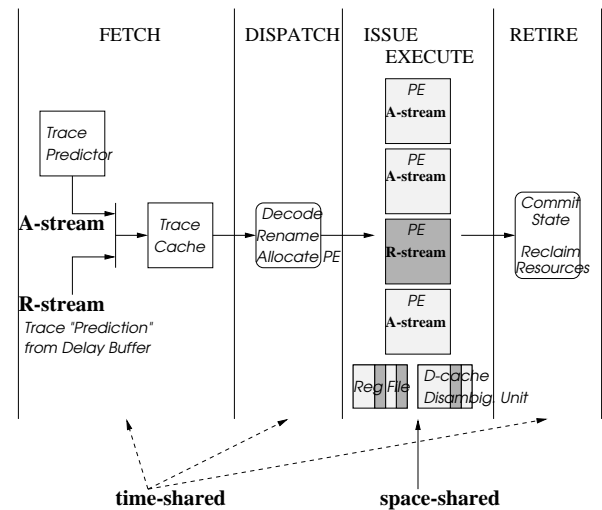 FETCH
DISPATCH
ISSUE
EXECUTE
RETIRE
Trace
Predictor
A-stream
R-stream
Trace "Prediction"
from Delay Buffer
Trace
Cache
Decode
Rename
Allocate PE
PE
A-stream
PE
A-stream
PE
R-stream
PE
A-stream
Reg File
D-cache
Disambig. Unit
Commit
State
Reclaim
Resources
time-shared
space-shared